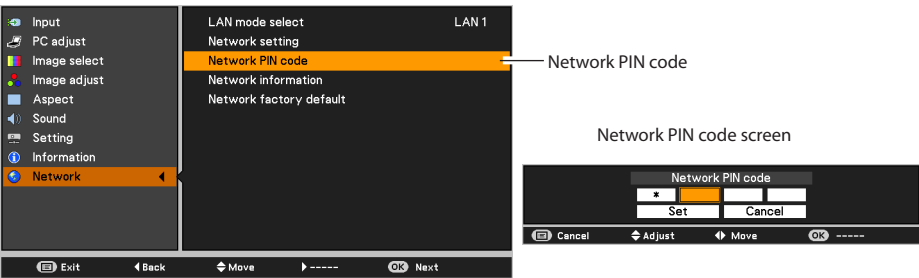 Input
PC adjust
Image select
Image adjust
Aspect
Sound
Setting
Information
Network
LAN mode select LAN 1
Network setting
Network PIN code
Network information
Network factory default
Exit Back Move ----- OK Next
Network PIN code
Network PIN code screen
Network PIN code
*
Set Cancel
Cancel Adjust Move OK -----